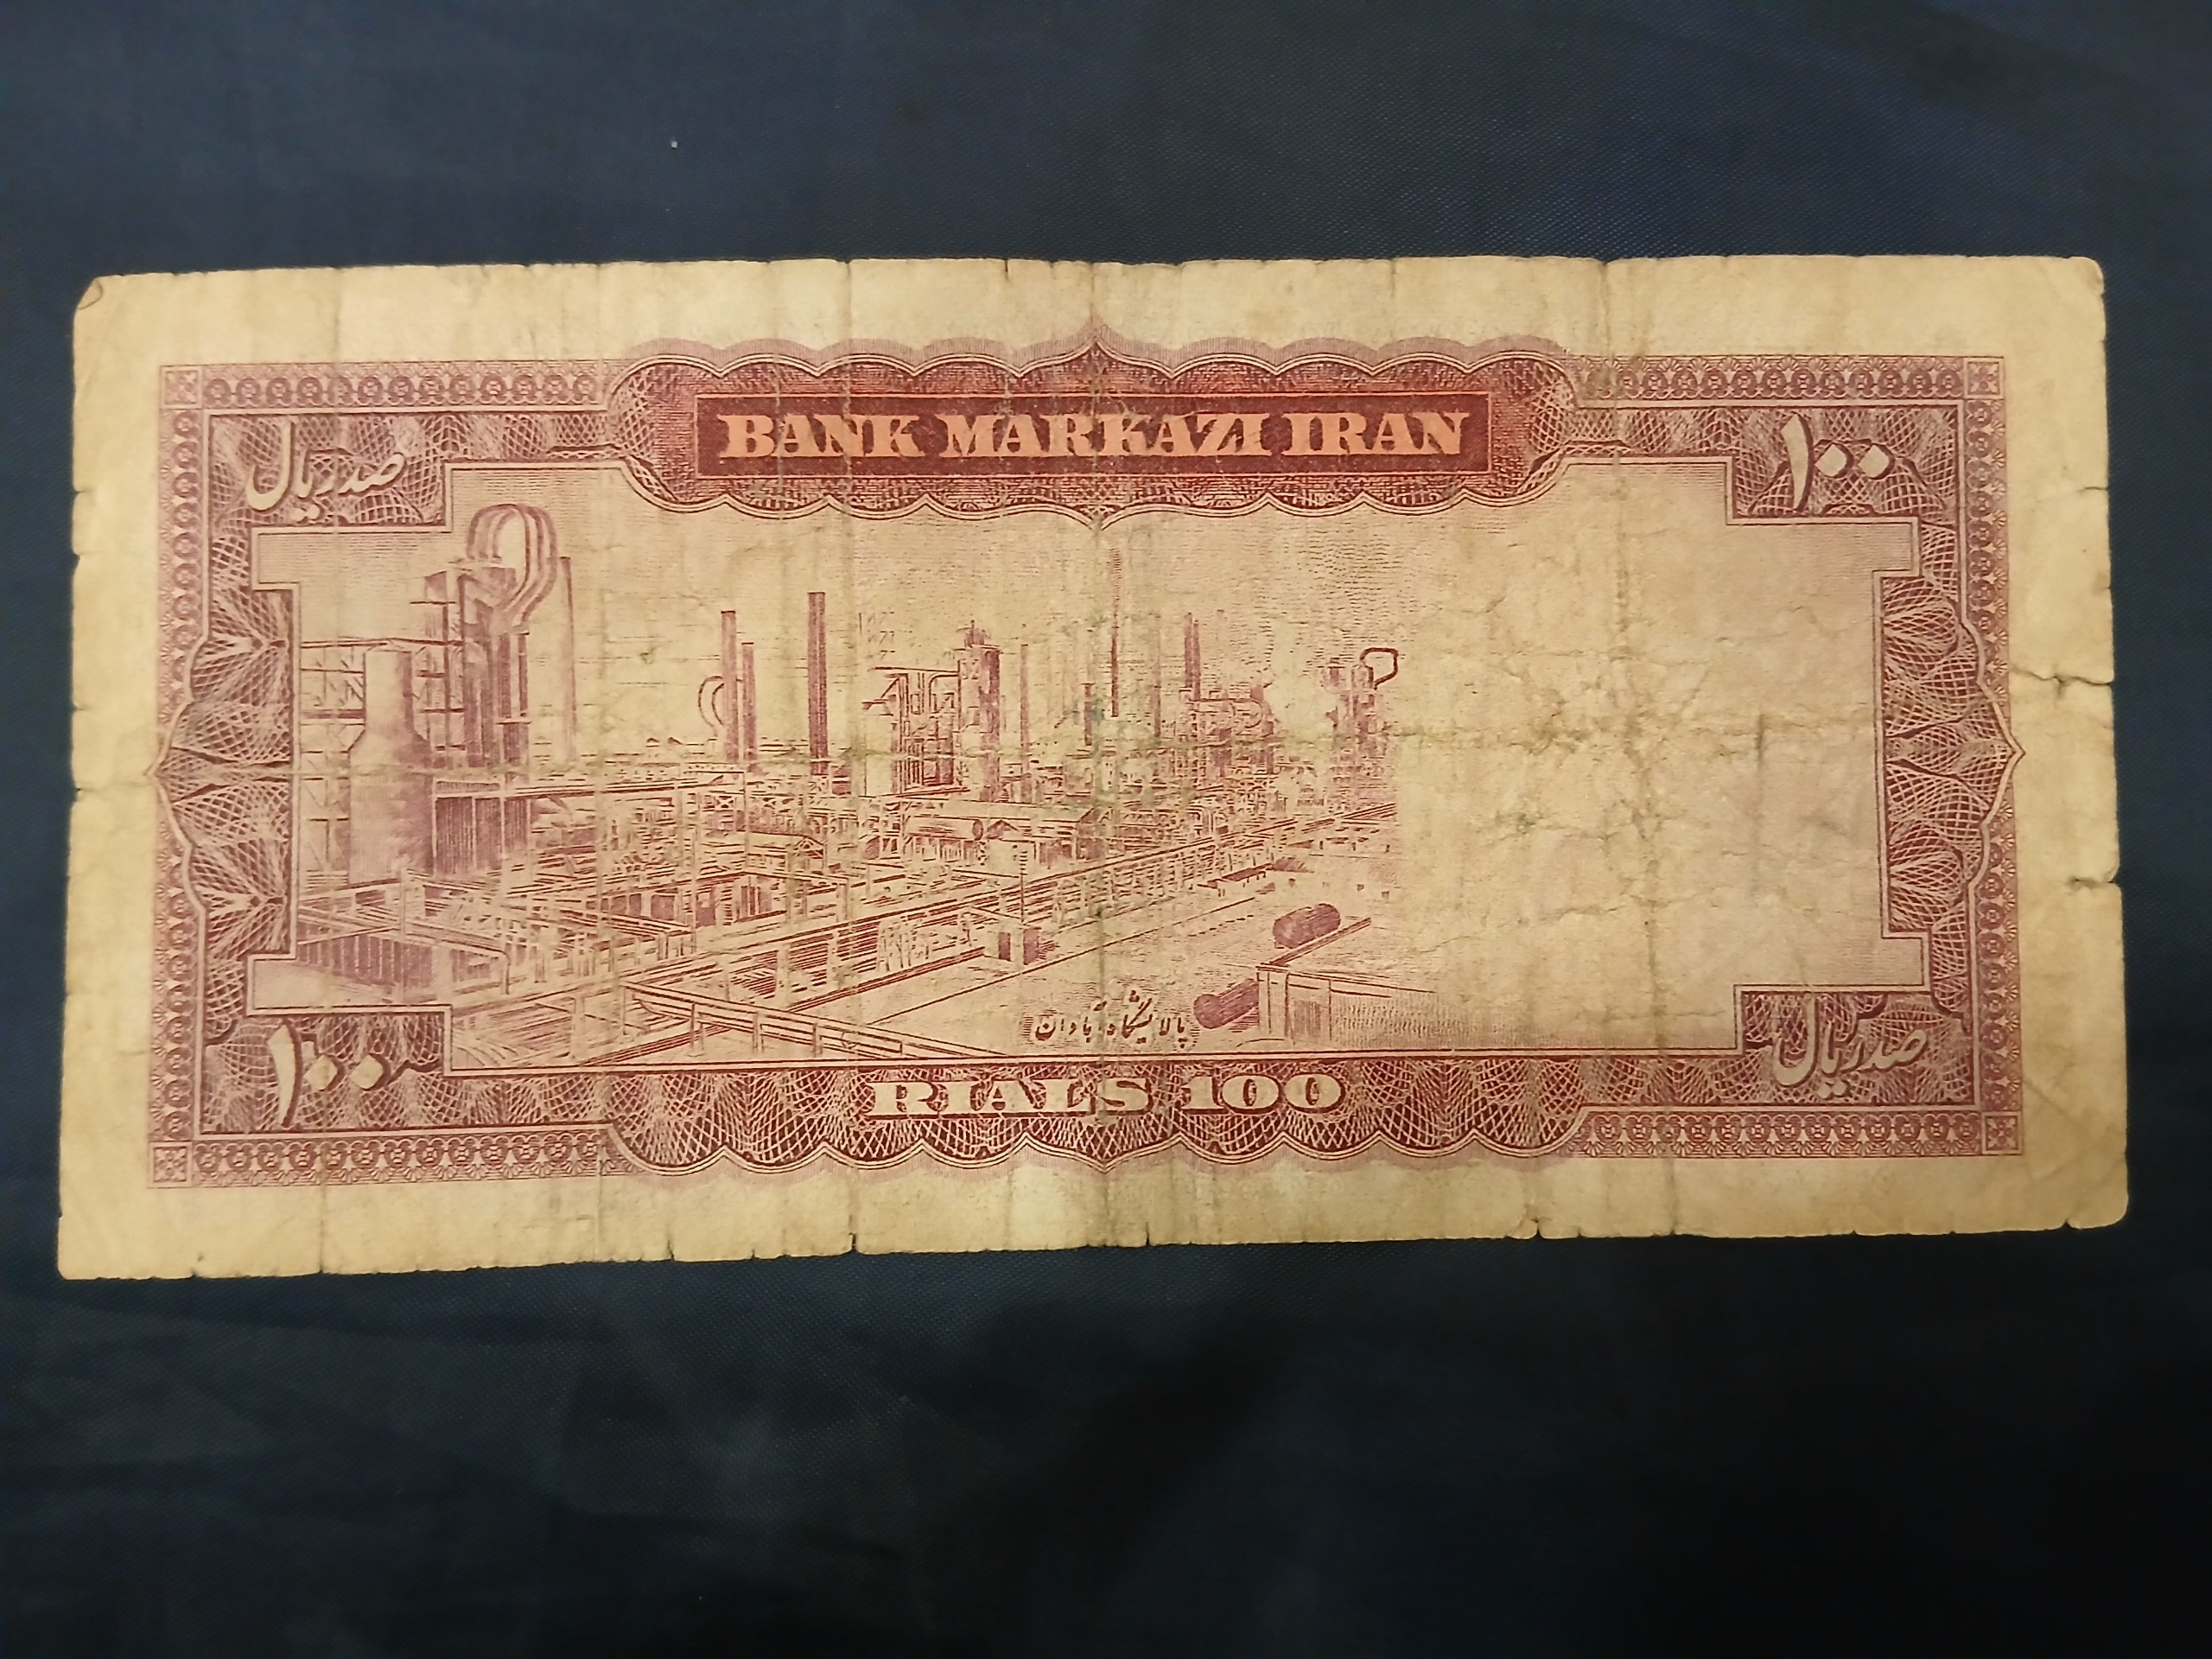 BANK MARKAZI IRAN
صد ریال
۱۰۰
پالایشگاه آبادان
۱۰۰
RIALS 100
صد ریال